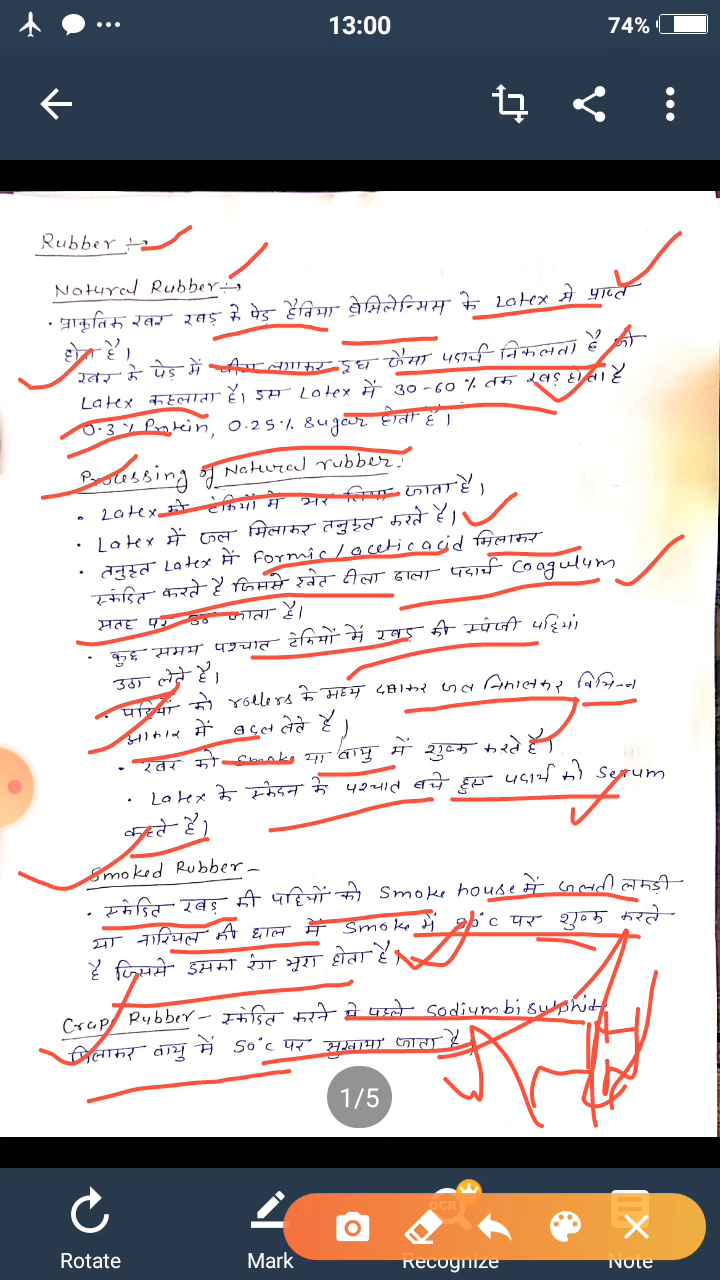 13:00
74%
Rubber :→
Natural Rubber :→
• प्राकृतिक रबर रबड़ के पेड़ हैविया ब्रेसिलेन्सिस के Latex से प्राप्त
होता है।
रबर के पेड़ में चीरा लगाकर दूध जैसा पदार्थ निकलता है जो
Latex कहलाता है। इस Latex में 30-60 % तक रबड़ होता है
0.3% Protein, 0.25% Sugar होता है।
Processing of Natural rubber:
• Latex को टंकियों में भर लिया जाता है।
• Latex में जल मिलाकर तनुकृत करते है।
• तनुकृत Latex में Formic/acetic acid मिलाकर
स्कंदित करते है जिससे श्वेत ढीला ढाला पदार्थ Coagulum
सतह पर जाता है।
• कुछ समय पश्चात टंकियों में रबड़ की स्पंजी पट्टियां
उठा लेते है।
• पट्टियों को rollers के मध्य दबाकर जल निकालकर विभिन्न
आकार में बदल लेते है।
• रबर को Smoke या वायु में शुष्क करते है।
• Latex के स्कंदन के पश्चात बचे हुए पदार्थ को Serum
कहते है।
Smoked Rubber -
• स्कंदित रबड़ की पट्टियों को Smoke house में जलती लकड़ी
या नारियल की छाल में Smoke में °C पर शुष्क करते
है जिससे इसका रंग भूरा होता है।
Crap Rubber - स्कंदित करने से पहले Sodium bi Sulphite
मिलाकर वायु में 50°C पर सुखाया जाता है
1/5
Rotate
Mark
OCR
Recognize
Note